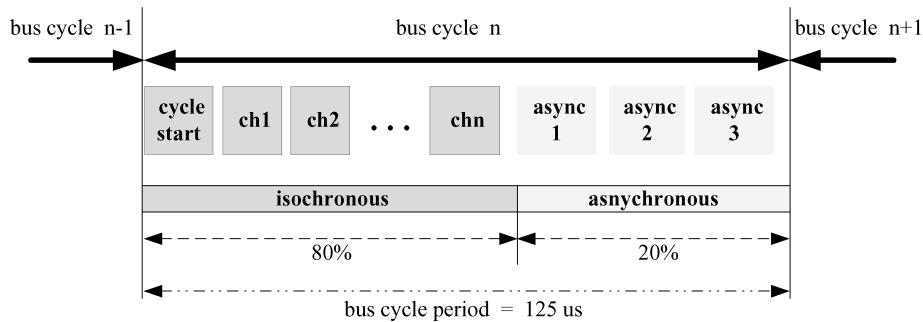 bus cycle n-1
bus cycle n
bus cycle n+1
cycle
start
ch1
ch2
. . .
chn
async
1
async
2
async
3
isochronous
asnychronous
80%
20%
bus cycle period = 125 us